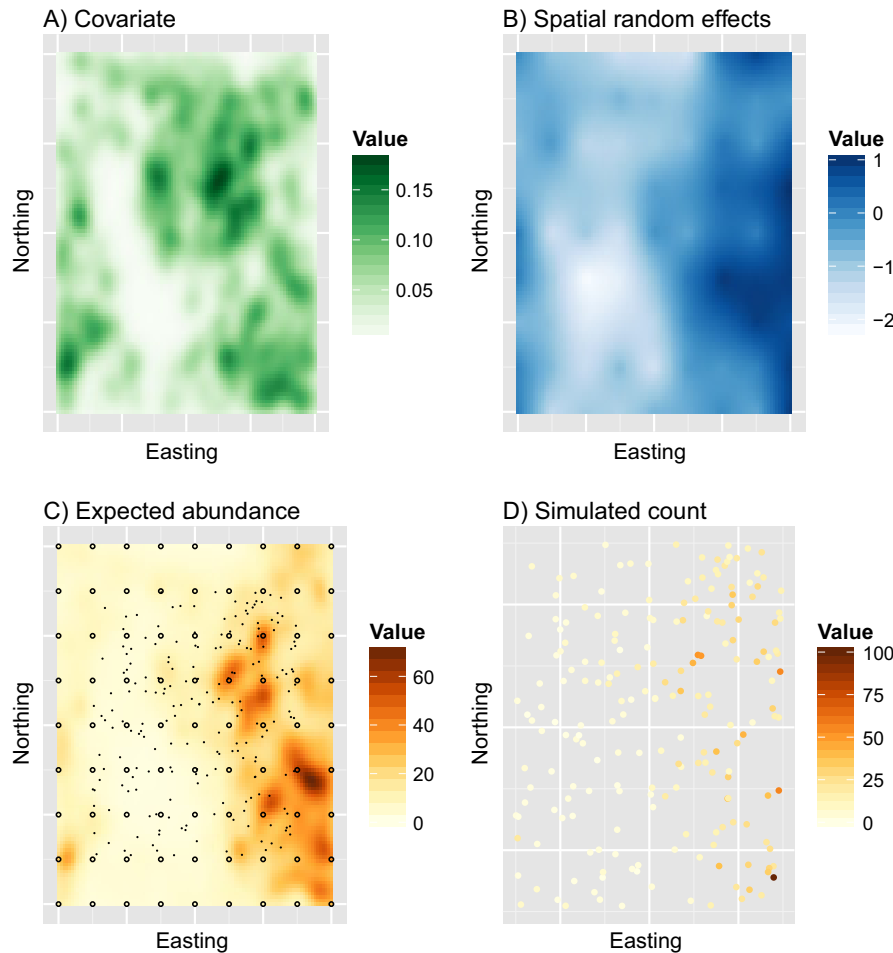 A) Covariate
Northing
Easting
Value
0.15
0.10
0.05
B) Spatial random effects
Northing
Easting
Value
1
0
−1
−2
C) Expected abundance
Northing
Easting
Value
60
40
20
0
D) Simulated count
Northing
Easting
Value
100
75
50
25
0